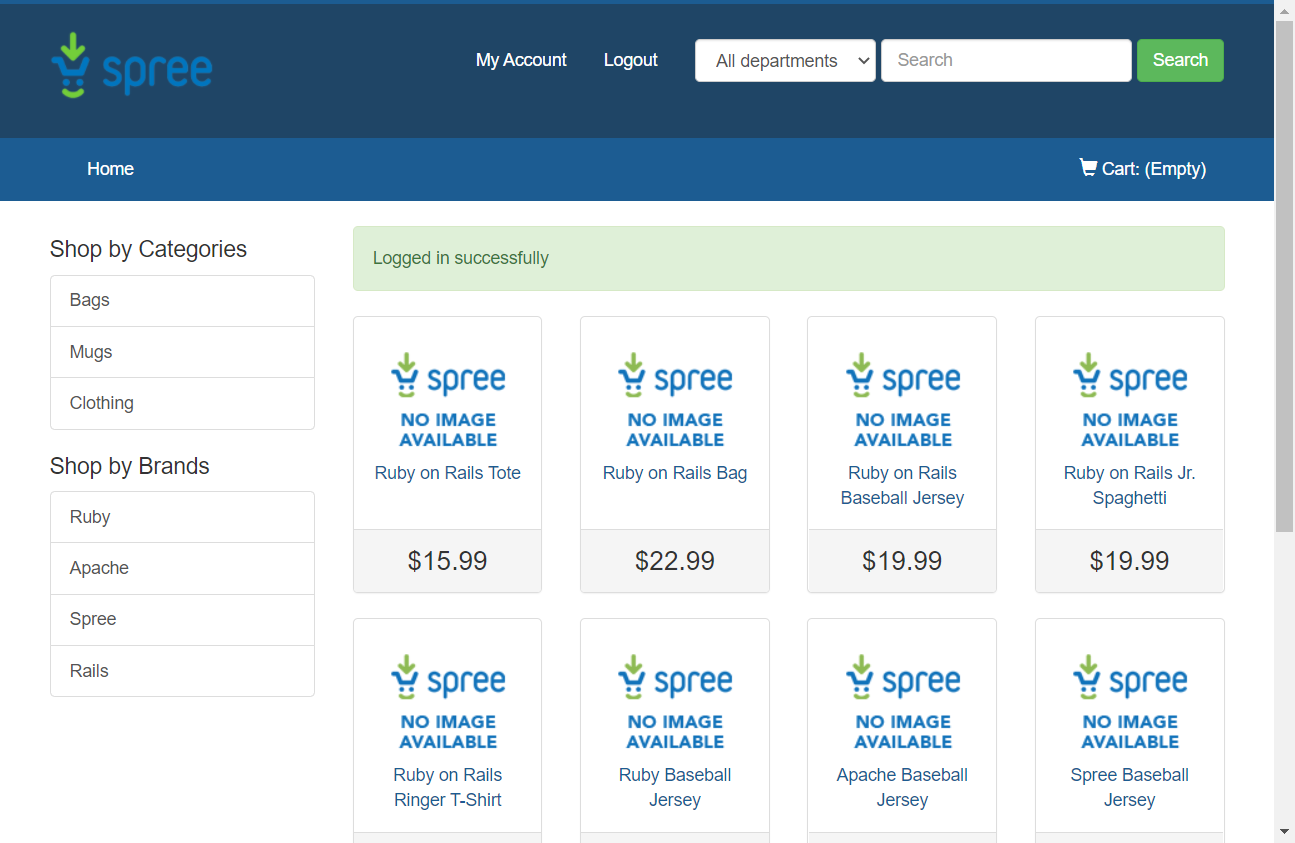 spree
My Account
Logout
All departments
Search
Search
Home
Cart: (Empty)
Shop by Categories
Bags
Mugs
Clothing
Shop by Brands
Ruby
Apache
Spree
Rails
Logged in successfully
spree
NO IMAGE
AVAILABLE
Ruby on Rails Tote
$15.99
spree
NO IMAGE
AVAILABLE
Ruby on Rails Bag
$22.99
spree
NO IMAGE
AVAILABLE
Ruby on Rails
Baseball Jersey
$19.99
spree
NO IMAGE
AVAILABLE
Ruby on Rails Jr.
Spaghetti
$19.99
spree
NO IMAGE
AVAILABLE
Ruby on Rails
Ringer T-Shirt
spree
NO IMAGE
AVAILABLE
Ruby Baseball
Jersey
spree
NO IMAGE
AVAILABLE
Apache Baseball
Jersey
spree
NO IMAGE
AVAILABLE
Spree Baseball
Jersey